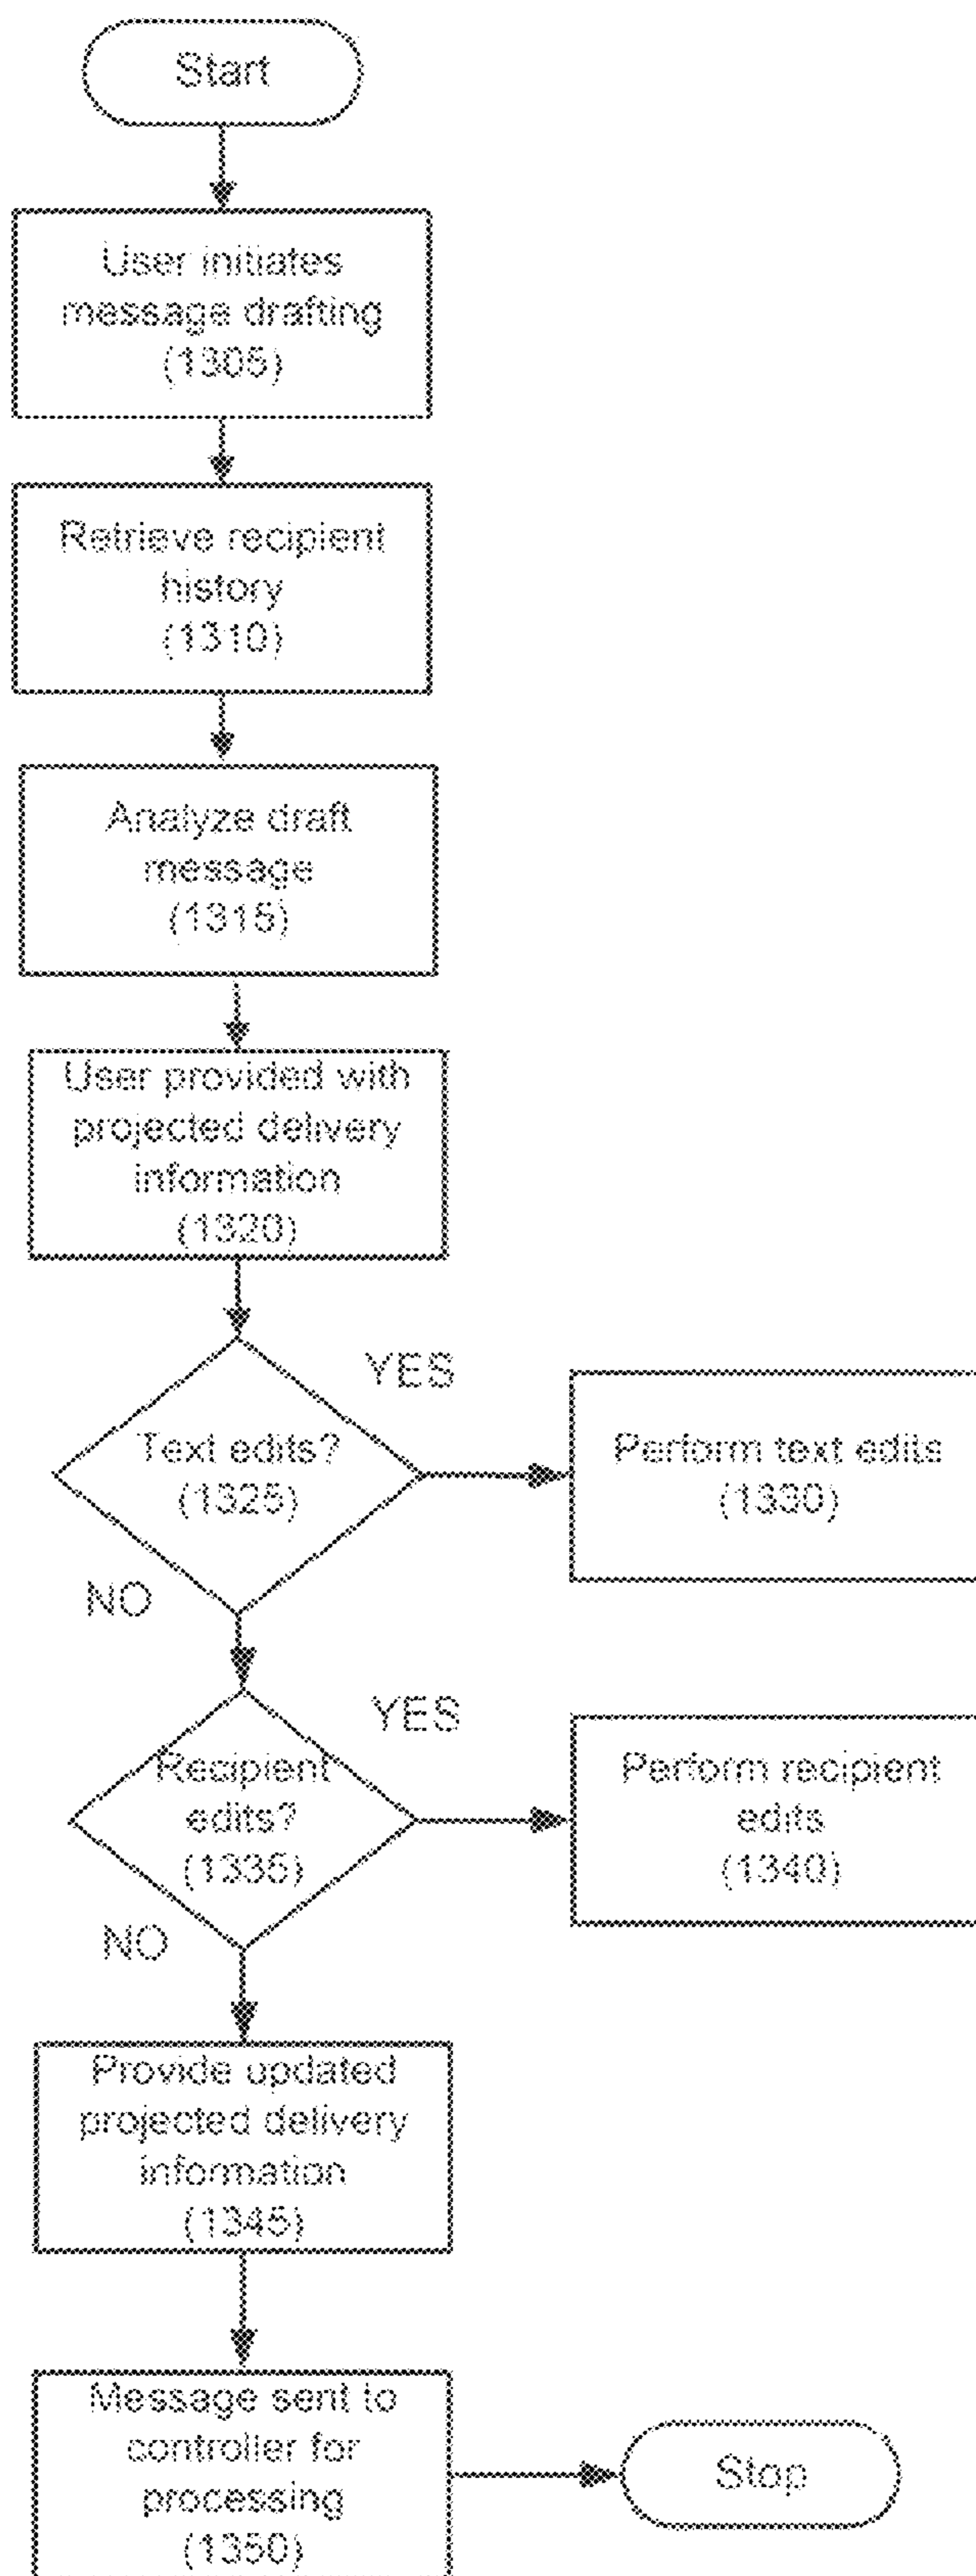 Start
User initiates
message drafting
(1305)
Retrieve recipient
history
(1310)
Analyze draft
message
(1315)
User provided with
projected delivery
information
(1320)
YES
Text edits?
(1325)
Perform text edits
(1330)
NO
YES
Recipient
edits?
(1335)
Perform recipient
edits
(1340)
NO
Provide updated
projected delivery
information
(1345)
Message sent to
controller for
processing
(1350)
Stop